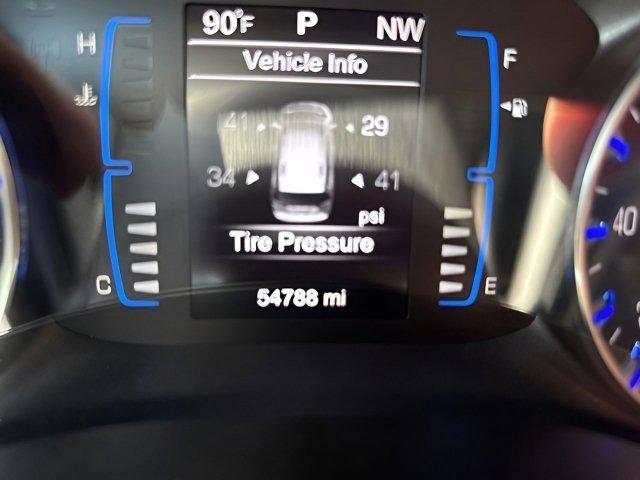 90°F P NW
H
Vehicle Info
F
41 29
34 41
psi
Tire Pressure
40
C
E
54788 mi